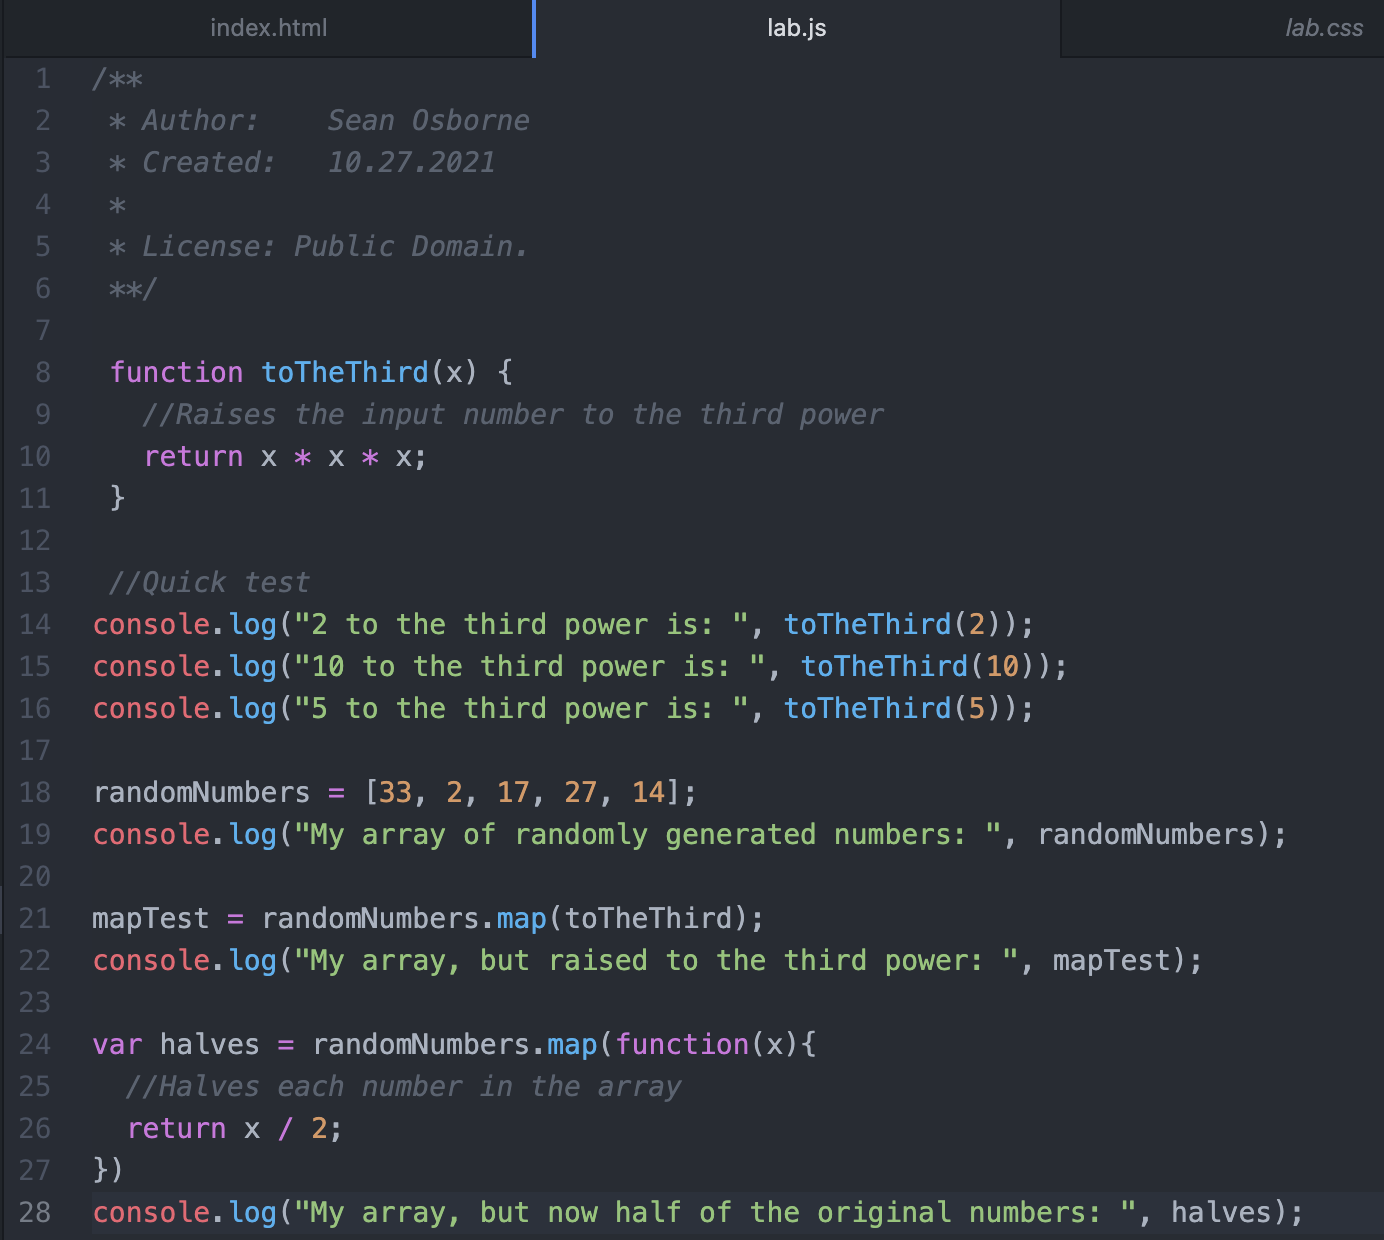 index.html lab.js lab.css
1 /**
2  * Author:    Sean Osborne
3  * Created:   10.27.2021
4  *
5  * License: Public Domain.
6  **/
7
8  function toTheThird(x) {
9    //Raises the input number to the third power
10    return x * x * x;
11  }
12
13  //Quick test
14 console.log("2 to the third power is: ", toTheThird(2));
15 console.log("10 to the third power is: ", toTheThird(10));
16 console.log("5 to the third power is: ", toTheThird(5));
17
18 randomNumbers = [33, 2, 17, 27, 14];
19 console.log("My array of randomly generated numbers: ", randomNumbers);
20
21 mapTest = randomNumbers.map(toTheThird);
22 console.log("My array, but raised to the third power: ", mapTest);
23
24 var halves = randomNumbers.map(function(x){
25   //Halves each number in the array
26   return x / 2;
27 })
28 console.log("My array, but now half of the original numbers: ", halves);